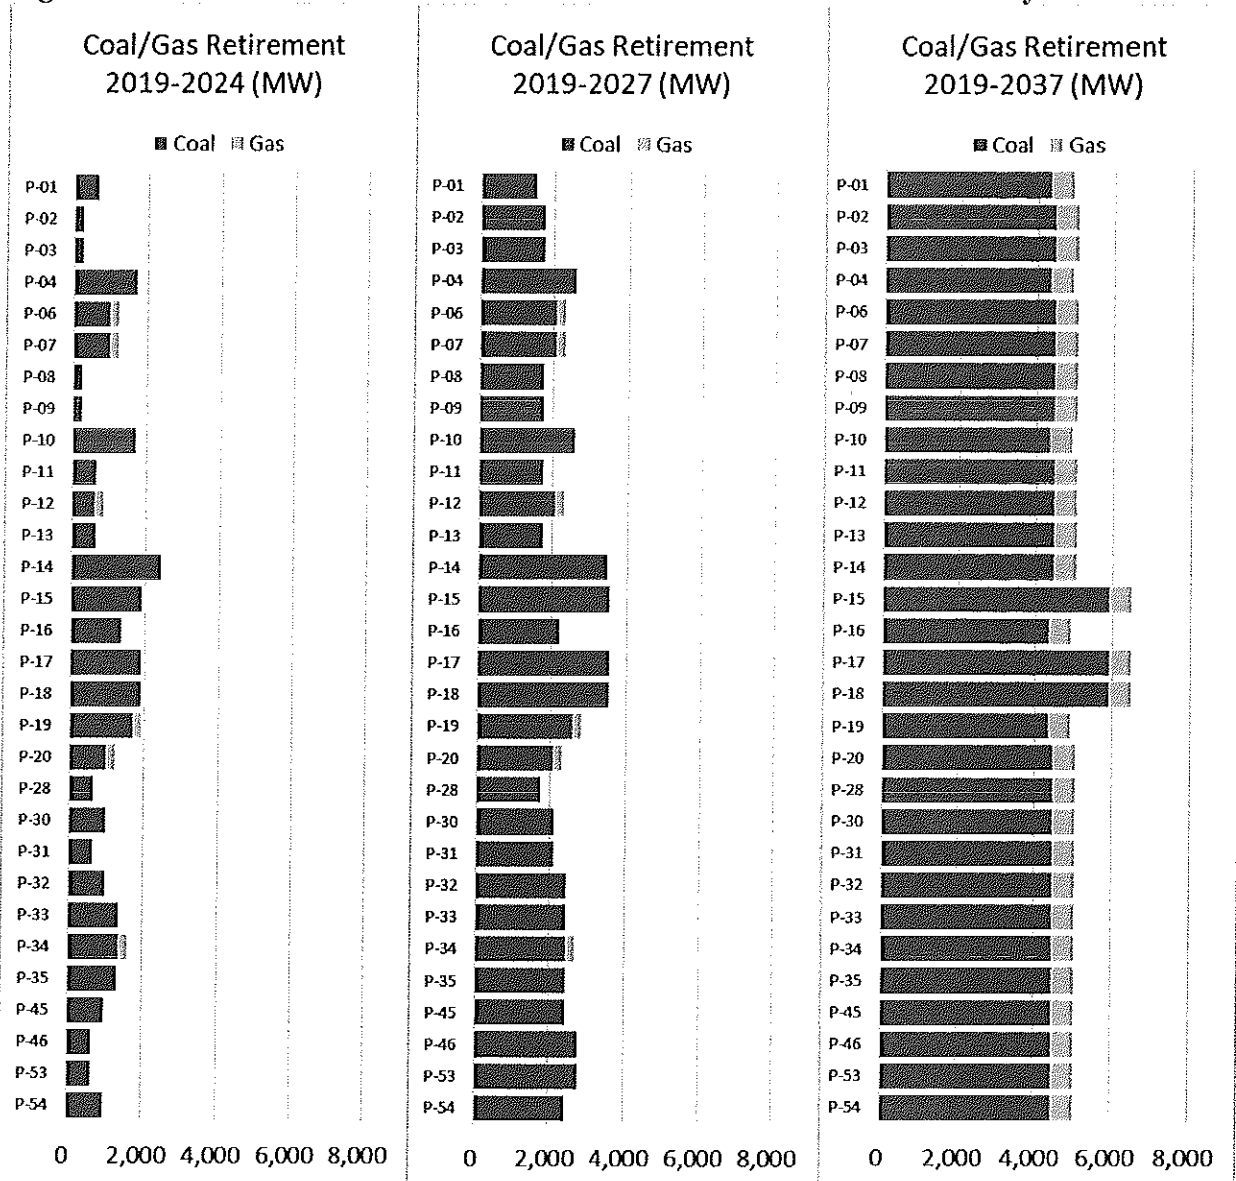 Coal/Gas Retirement
2019-2024 (MW)
Coal Gas
P-01
P-02
P-03
P-04
P-06
P-07
P-08
P-09
P-10
P-11
P-12
P-13
P-14
P-15
P-16
P-17
P-18
P-19
P-20
P-28
P-30
P-31
P-32
P-33
P-34
P-35
P-45
P-46
P-53
P-54
0 2,000 4,000 6,000 8,000
Coal/Gas Retirement
2019-2027 (MW)
Coal Gas
P-01
P-02
P-03
P-04
P-06
P-07
P-08
P-09
P-10
P-11
P-12
P-13
P-14
P-15
P-16
P-17
P-18
P-19
P-20
P-28
P-30
P-31
P-32
P-33
P-34
P-35
P-45
P-46
P-53
P-54
0 2,000 4,000 6,000 8,000
Coal/Gas Retirement
2019-2037 (MW)
Coal Gas
P-01
P-02
P-03
P-04
P-06
P-07
P-08
P-09
P-10
P-11
P-12
P-13
P-14
P-15
P-16
P-17
P-18
P-19
P-20
P-28
P-30
P-31
P-32
P-33
P-34
P-35
P-45
P-46
P-53
P-54
0 2,000 4,000 6,000 8,000